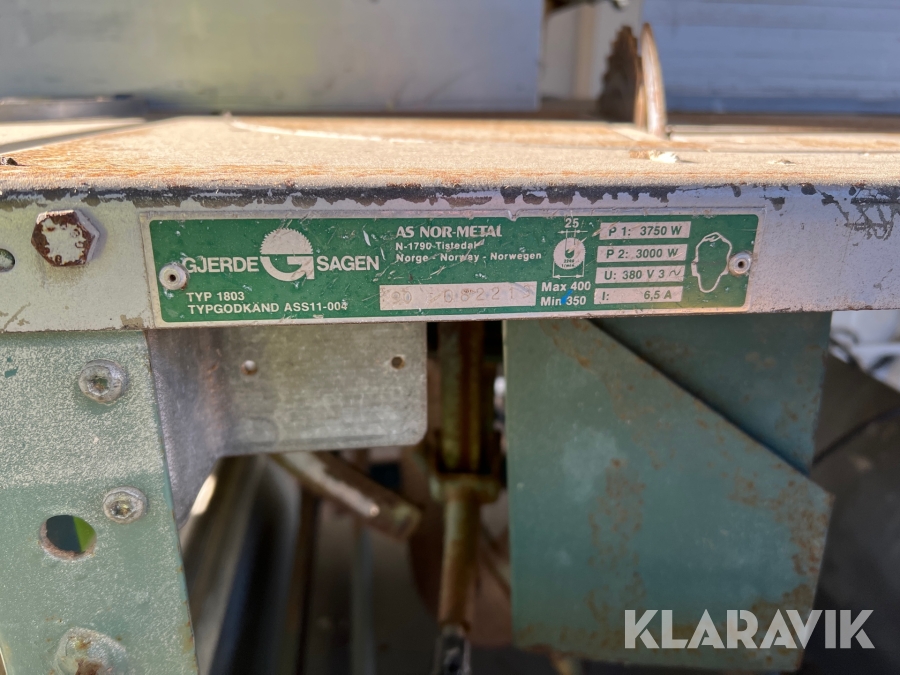 GJERDE SAGEN
TYP 1803
TYPGODKÄND ASS11-004
AS NOR-METAL
N-1790-Tistedal
Norge - Norway - Norwegen
25
Max 400
Min 350
P 1: 3750 W
P 2: 3000 W
U: 380 V 3~
I: 6,5 A
KLARAVIK